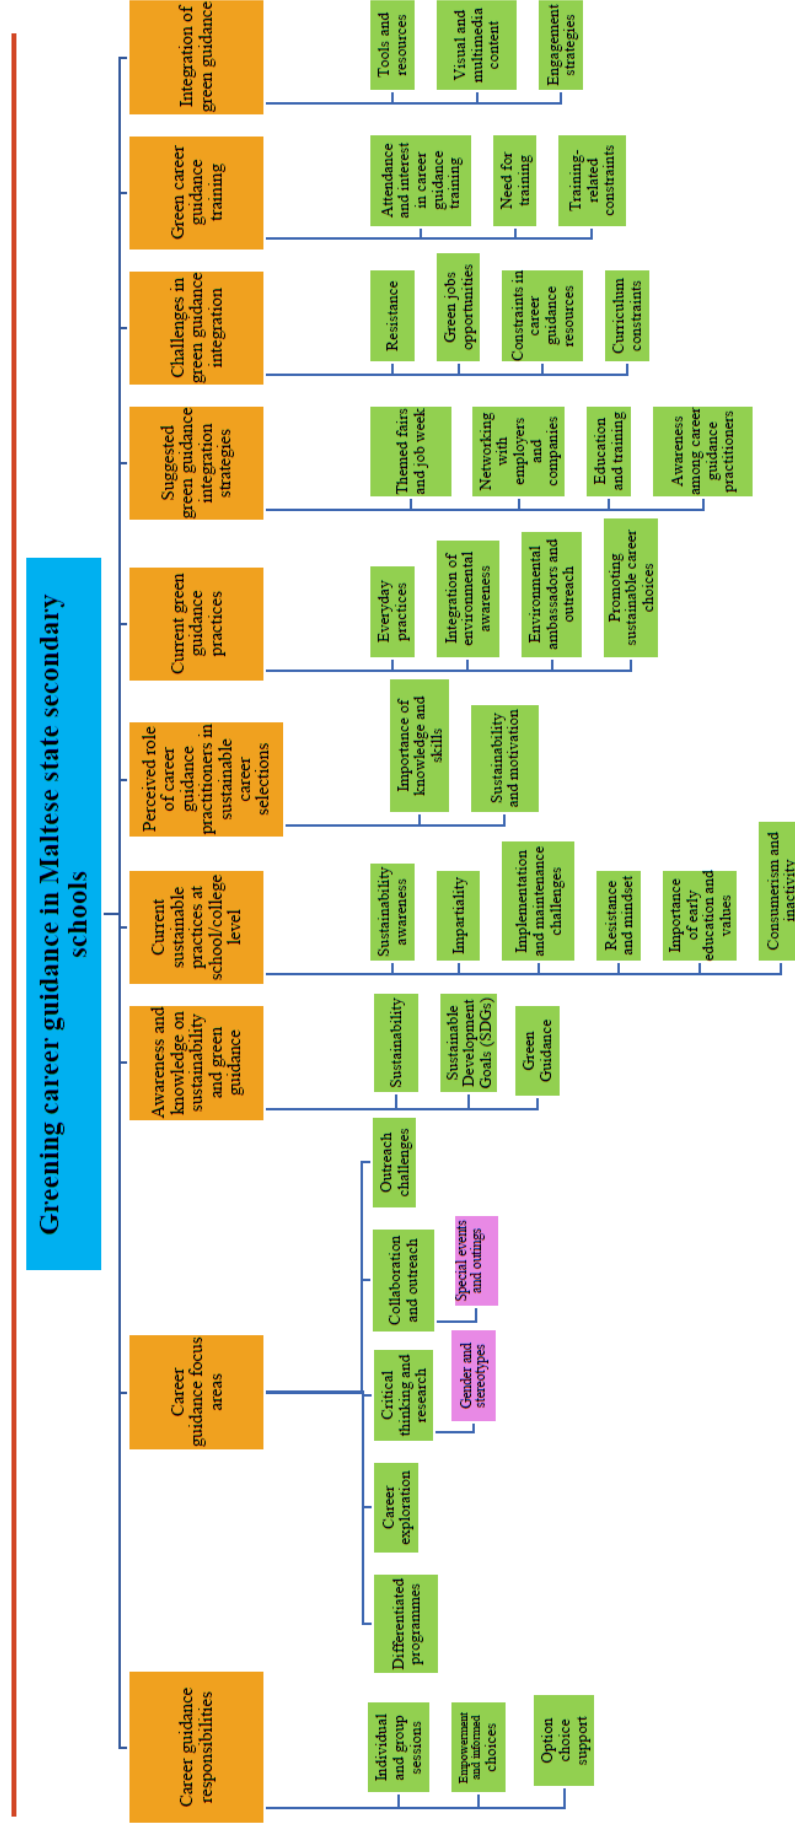 Greening career guidance in Maltese state secondary
schools
Career guidance
responsibilities
Individual
and group
sessions
Empowerment
and informed
choices
Option
choice
support
Career
guidance focus
areas
Differentiated
programmes
Career
exploration
Critical
thinking and
research
Gender and
stereotypes
Collaboration
and outreach
Special events
and outings
Outreach
challenges
Awareness and
knowledge on
sustainability
and green
guidance
Sustainability
Sustainable
Development
Goals (SDGs)
Green
Guidance
Current
sustainable
practices at
school/college
level
Sustainability
awareness
Impartiality
Implementation
and maintenance
challenges
Resistance
and mindset
Importance
of early
education and
values
Consumerism and
inactivity
Perceived role
of career
guidance
practitioners in
sustainable
career
selections
Importance of
knowledge and
skills
Sustainability
and motivation
Current green
guidance
practices
Everyday
practices
Integration of
environmental
awareness
Environmental
ambassadors and
outreach
Promoting
sustainable career
choices
Suggested
green guidance
integration
strategies
Themed fairs
and job week
Networking
with
employers
and
companies
Education
and training
Awareness
among career
guidance
practitioners
Challenges in
green guidance
integration
Resistance
Green jobs
opportunities
Constraints in
career
guidance
resources
Curriculum
constraints
Green career
guidance
training
Attendance
and interest
in career
guidance
training
Need for
training
Training-
related
constraints
Integration of
green guidance
Tools and
resources
Visual and
multimedia
content
Engagement
strategies